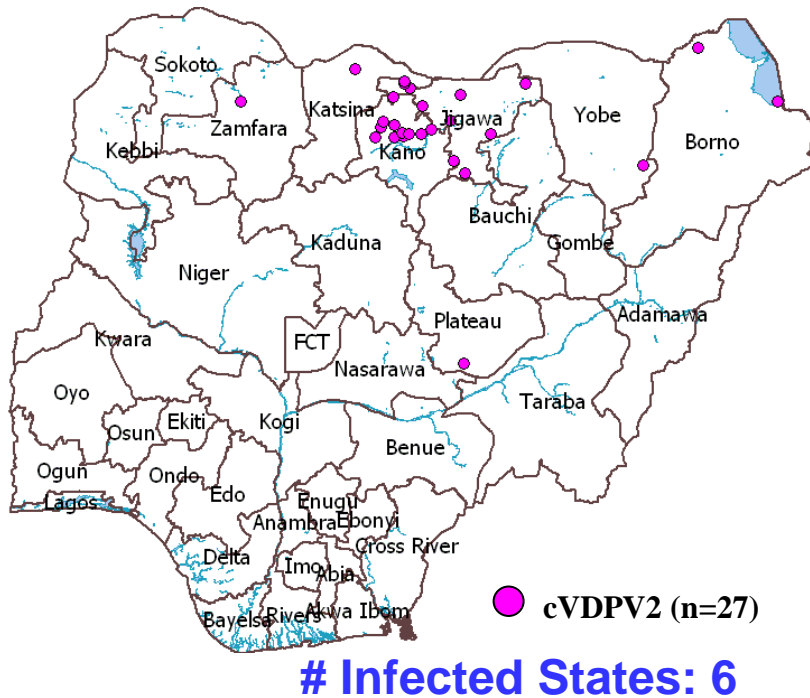 Sokoto
Katsina
Jigawa
Yobe
Zamfara
Borno
Kebbi
Kano
Bauchi
Kaduna
Gombe
Niger
Adamawa
Plateau
Kwara
FCT
Nasarawa
Oyo
Taraba
Ekiti
Kogi
Osun
Benue
Ogun
Ondo
Edo
Enugu
Lagos
Anambra
Ebonyi
Cross River
Delta
Imo
Abia
Bayelsa
Rivers
Akwa Ibom
cVDPV2 (n=27)
# Infected States: 6